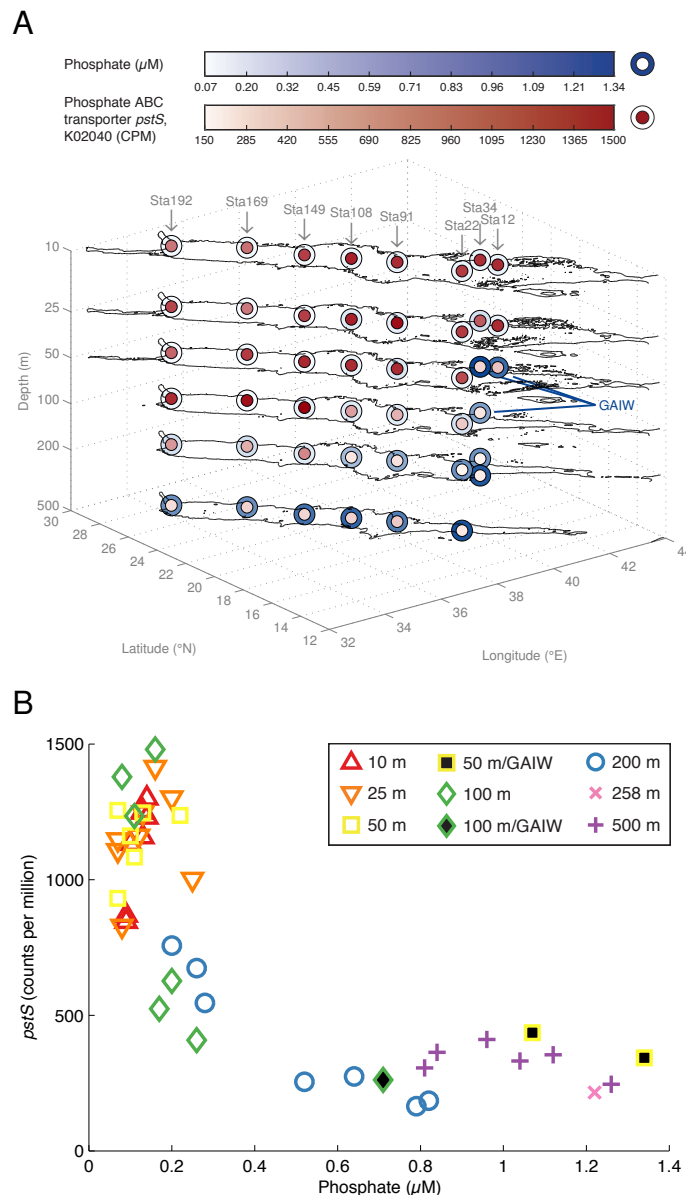 A
Phosphate (µM)
0.07 0.20 0.32 0.45 0.58 0.71 0.83 0.96 1.09 1.21 1.34
Phosphate ABC
transporter pstS,
K02040 (CPM)
150 285 420 555 690 825 960 1095 1230 1365 1500
Sta192 Sta169 Sta149 Sta108 Sta91 Sta22 Sta34 Sta12
10
25
50
100
200
500
Depth (m)
GAIW
30 28 26 24 22 20 18 16 14 12
Latitude (°N)
32 34 36 38 40 42 44
Longitude (°E)
B
1500
1000
500
0
pstS (counts per million)
10 m 50 m/GAIW 200 m
25 m 100 m 258 m
50 m 100 m/GAIW 500 m
0 0.2 0.4 0.6 0.8 1 1.2 1.4
Phosphate (µM)